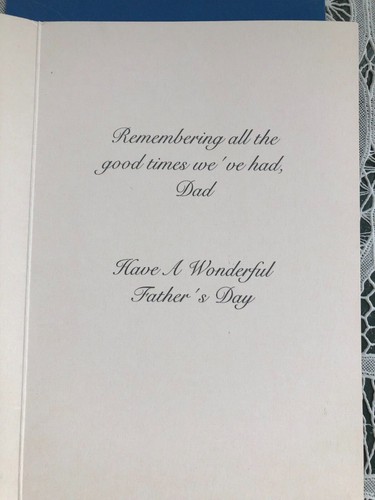 Remembering all the
good times we've had,
Dad
Have A Wonderful
Father's Day